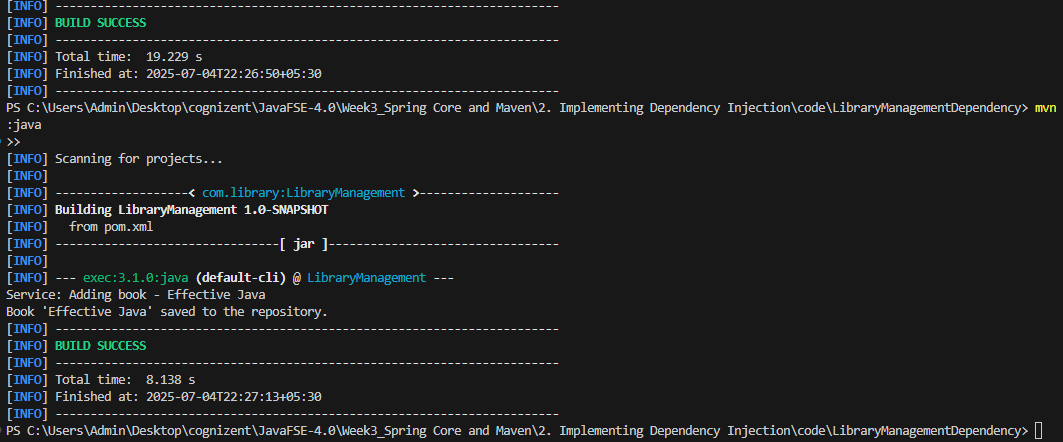 [INFO] ------------------------------------------------------------------------
[INFO] BUILD SUCCESS
[INFO] ------------------------------------------------------------------------
[INFO] Total time:  19.229 s
[INFO] Finished at: 2025-07-04T22:26:50+05:30
[INFO] ------------------------------------------------------------------------
PS C:\Users\Admin\Desktop\cognizent\JavaFSE-4.0\Week3_Spring Core and Maven\2. Implementing Dependency Injection\code\LibraryManagementDependency> mvn
:java
>>
[INFO] Scanning for projects...
[INFO]
[INFO] -------------------< com.library:LibraryManagement >--------------------
[INFO] Building LibraryManagement 1.0-SNAPSHOT
[INFO]   from pom.xml
[INFO] --------------------------------[ jar ]---------------------------------
[INFO]
[INFO] --- exec:3.1.0:java (default-cli) @ LibraryManagement ---
Service: Adding book - Effective Java
Book 'Effective Java' saved to the repository.
[INFO] ------------------------------------------------------------------------
[INFO] BUILD SUCCESS
[INFO] ------------------------------------------------------------------------
[INFO] Total time:  8.138 s
[INFO] Finished at: 2025-07-04T22:27:13+05:30
[INFO] ------------------------------------------------------------------------
PS C:\Users\Admin\Desktop\cognizent\JavaFSE-4.0\Week3_Spring Core and Maven\2. Implementing Dependency Injection\code\LibraryManagementDependency>